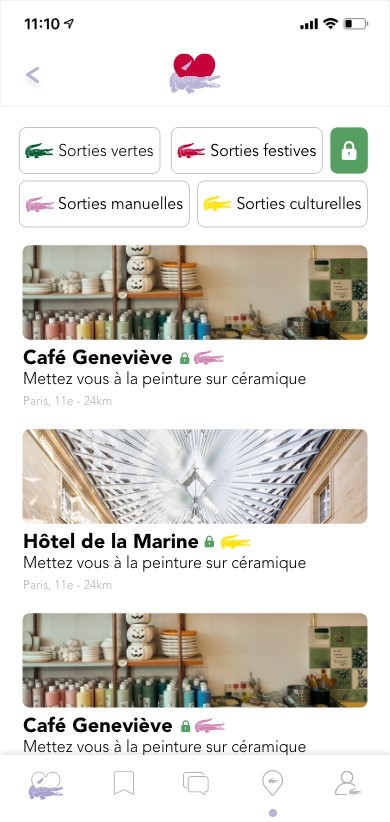 11:10
Sorties vertes
Sorties festives
Sorties manuelles
Sorties culturelles
Café Geneviève
Mettez vous à la peinture sur céramique
Paris, 11e - 24km
Hôtel de la Marine
Mettez vous à la peinture sur céramique
Paris, 11e - 24km
Café Geneviève
Mettez vous à la peinture sur céramique